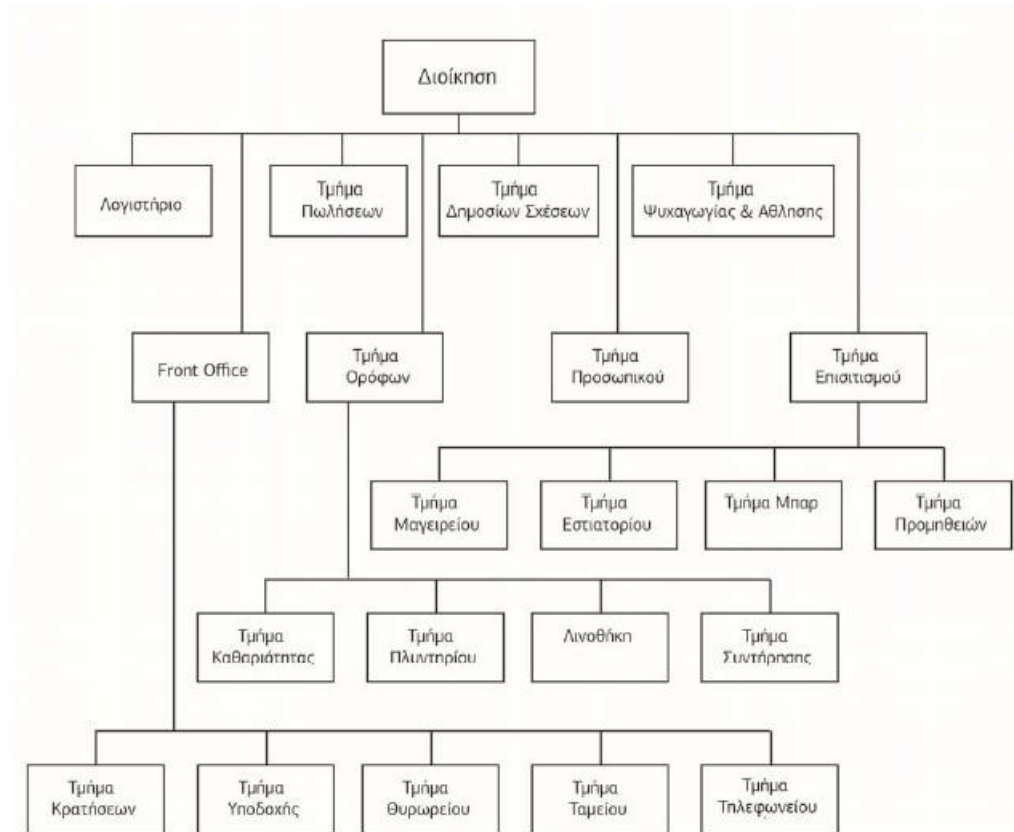 Διοίκηση
Λογιστήριο
Τμήμα
Πωλήσεων
Τμήμα
Δημοσίων Σχέσεων
Τμήμα
Ψυχαγωγίας & Αθλησης
Front Office
Τμήμα
Ορόφων
Τμήμα
Προσωπικού
Τμήμα
Επισιτισμού
Τμήμα
Μαγειρείου
Τμήμα
Εστιατορίου
Τμήμα Μπαρ
Τμήμα
Προμηθειών
Τμήμα
Καθαριότητας
Τμήμα
Πλυντηρίου
Λινοθήκη
Τμήμα
Συντήρησης
Τμήμα
Κρατήσεων
Τμήμα
Υποδοχής
Τμήμα
Θυρωρείου
Τμήμα
Ταμείου
Τμήμα
Τηλεφωνείου